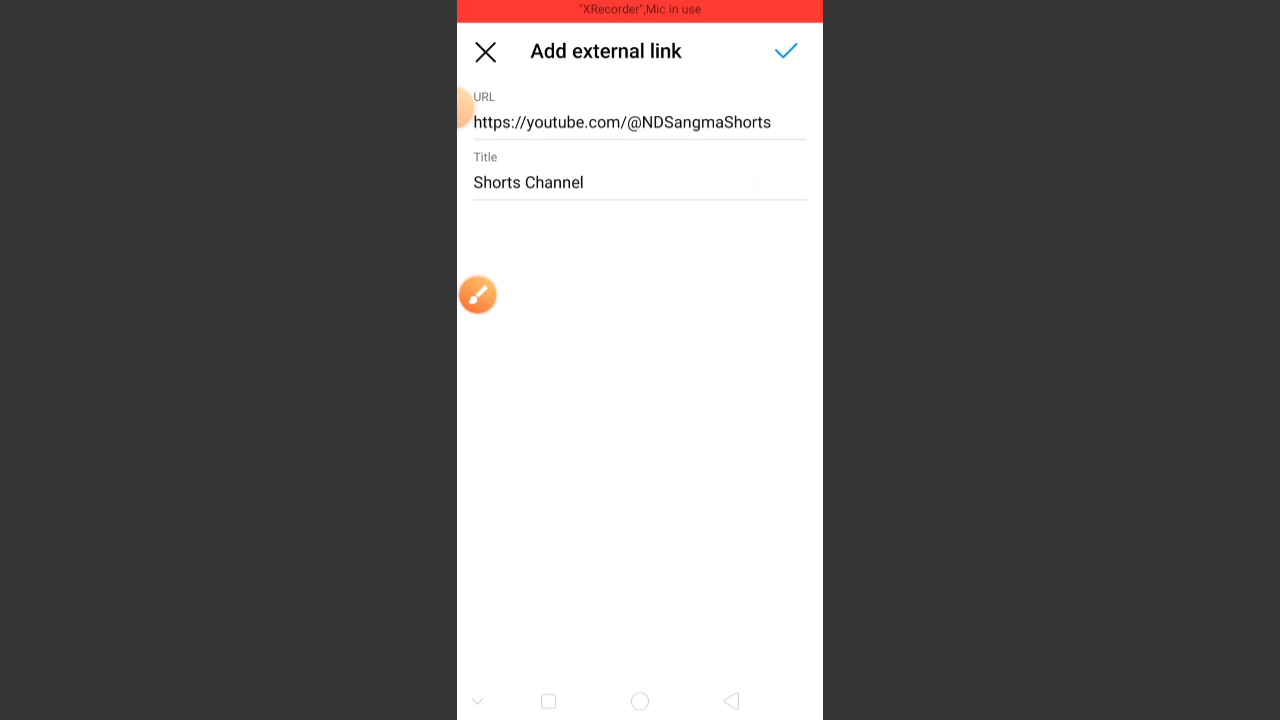 "XRecorder",Mic in use
Add external link
URL
https://youtube.com/@NDSangmaShorts
Title
Shorts Channel